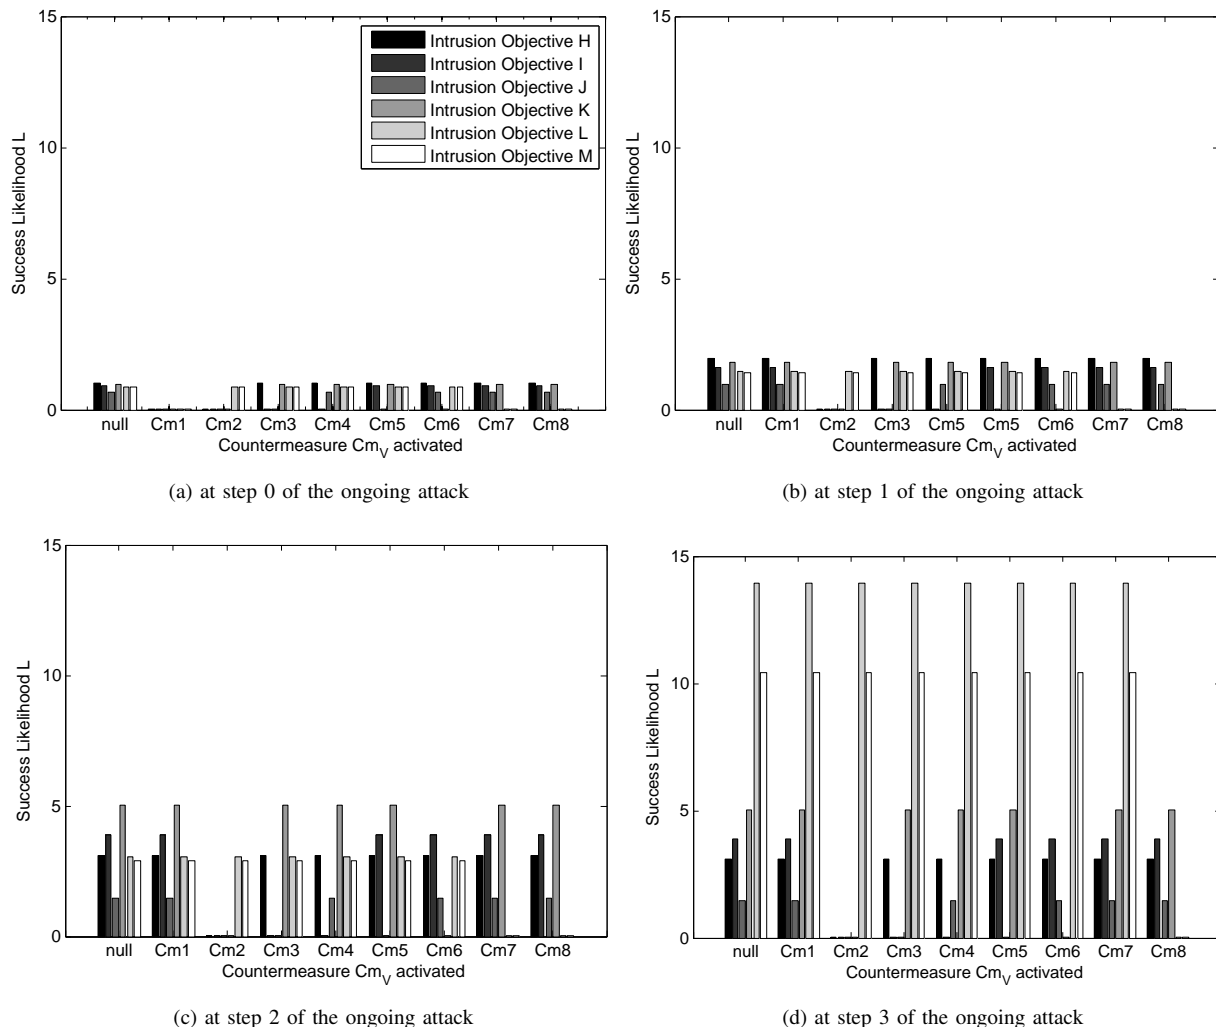 15
10
5
0
Success Likelihood L
Intrusion Objective H
Intrusion Objective I
Intrusion Objective J
Intrusion Objective K
Intrusion Objective L
Intrusion Objective M
null Cm1 Cm2 Cm3 Cm4 Cm5 Cm6 Cm7 Cm8
Countermeasure CmV activated
(a) at step 0 of the ongoing attack
15
10
5
0
Success Likelihood L
null Cm1 Cm2 Cm3 Cm5 Cm5 Cm6 Cm7 Cm8
Countermeasure CmV activated
(b) at step 1 of the ongoing attack
15
10
5
0
Success Likelihood L
null Cm1 Cm2 Cm3 Cm4 Cm5 Cm6 Cm7 Cm8
Countermeasure CmV activated
(c) at step 2 of the ongoing attack
15
10
5
0
Success Likelihood L
null Cm1 Cm2 Cm3 Cm4 Cm5 Cm6 Cm7 Cm8
Countermeasure CmV activated
(d) at step 3 of the ongoing attack